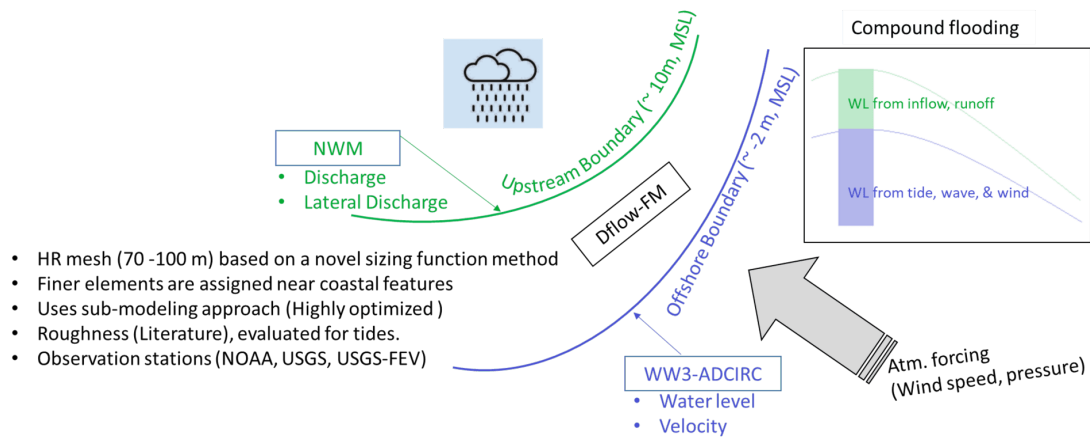 Compound flooding
WL from inflow, runoff
WL from tide, wave, & wind
Upstream Boundary (~ 10m, MSL)
NWM
• Discharge
• Lateral Discharge
Dflow-FM
Offshore Boundary (~ -2 m, MSL)
• HR mesh (70 -100 m) based on a novel sizing function method
• Finer elements are assigned near coastal features
• Uses sub-modeling approach (Highly optimized )
• Roughness (Literature), evaluated for tides.
• Observation stations (NOAA, USGS, USGS-FEV)
WW3-ADCIRC
• Water level
• Velocity
Atm. forcing
(Wind speed, pressure)